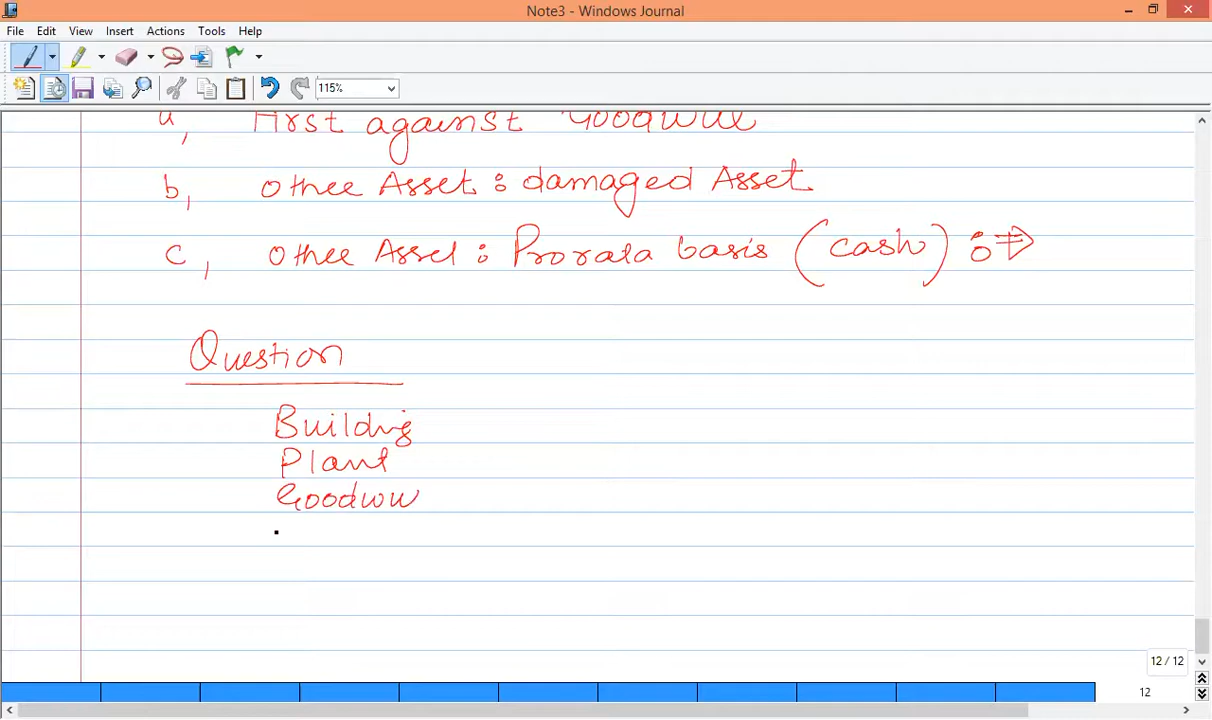 Note3 - Windows Journal
File Edit View Insert Actions Tools Help
115%
a, First against Goodwill
b, Other Asset : damaged Asset
c, Other Asset : Prorata basis (cash) :
Question
Building
Plant
Goodww
12 / 12
12